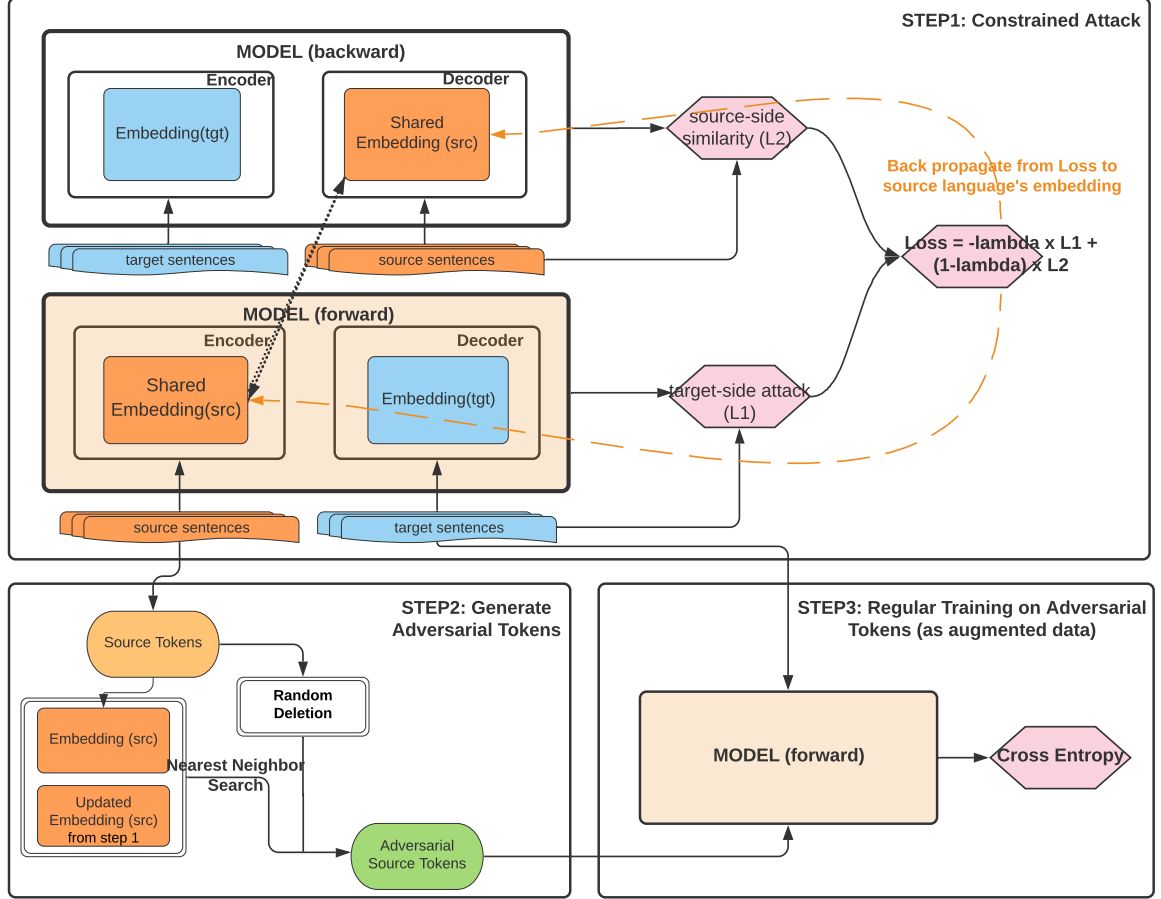 STEP1: Constrained Attack
MODEL (backward)
Encoder
Decoder
Embedding(tgt)
Shared
Embedding (src)
source-side
similarity (L2)
Back propagate from Loss to
source language's embedding
target sentences
source sentences
Loss = -lambda x L1 +
(1-lambda) x L2
MODEL (forward)
Encoder
Decoder
Shared
Embedding(src)
Embedding(tgt)
target-side attack
(L1)
source sentences
target sentences
STEP2: Generate
Adversarial Tokens
Source Tokens
Random
Deletion
Embedding (src)
Nearest Neighbor
Search
Updated
Embedding (src)
from step 1
Adversarial
Source Tokens
STEP3: Regular Training on Adversarial
Tokens (as augmented data)
MODEL (forward)
Cross Entropy